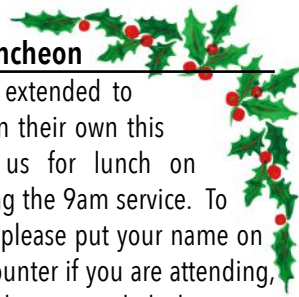 ncheon
extended to
n their own this
us for lunch on
ng the 9am service. To
please put your name on
ounter if you are attending,